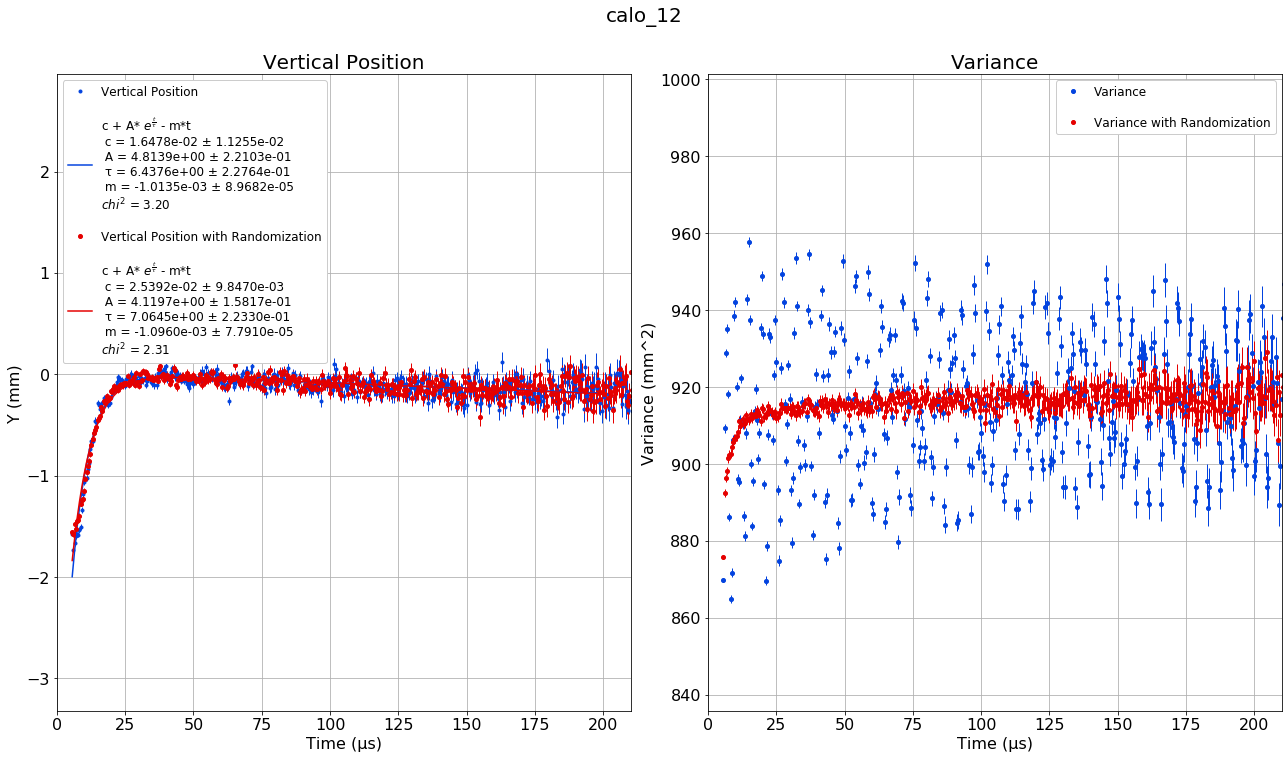 calo_12
Vertical Position
Vertical Position
c + A* e^{t/τ} - m*t
c = 1.6478e-02 ± 1.1255e-02
A = 4.8139e+00 ± 2.2103e-01
τ = 6.4376e+00 ± 2.2764e-01
m = -1.0135e-03 ± 8.9682e-05
chi² = 3.20
Vertical Position with Randomization
c + A* e^{t/τ} - m*t
c = 2.5392e-02 ± 9.8470e-03
A = 4.1197e+00 ± 1.5817e-01
τ = 7.0645e+00 ± 2.2330e-01
m = -1.0960e-03 ± 7.7910e-05
chi² = 2.31
2
1
0
−1
−2
−3
Y (mm)
0 25 50 75 100 125 150 175 200
Time (μs)
Variance
Variance
Variance with Randomization
1000
980
960
940
920
900
880
860
840
Variance (mm^2)
0 25 50 75 100 125 150 175 200
Time (μs)